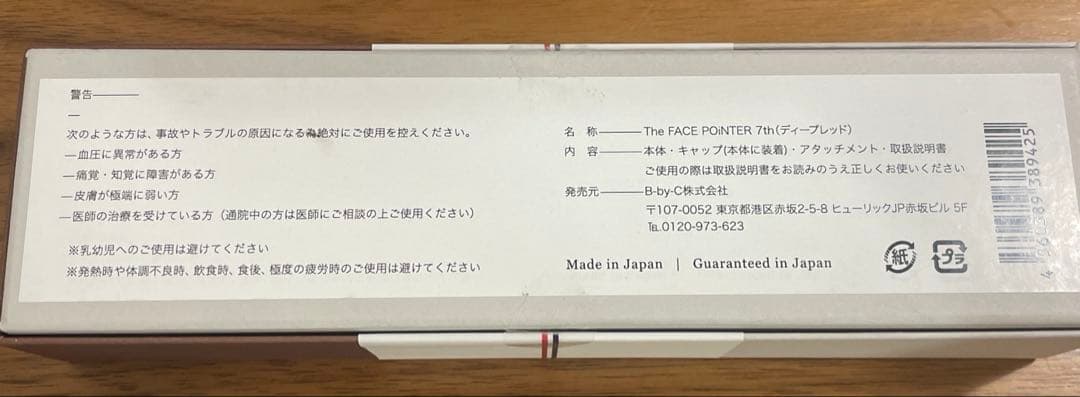 警告
次のような方は、事故やトラブルの原因になる為絶対にご使用を控えください。
―血圧に異常がある方
―痛覚・知覚に障害がある方
―皮膚が極端に弱い方
―医師の治療を受けている方（通院中の方は医師にご相談の上ご使用ください）
※乳幼児へのご使用は避けてください
※発熱時や体調不良時、飲食時、食後、極度の疲労時のご使用は避けてください
名 称――― The FACE POiNTER 7th（ディープレッド）
内 容――― 本体・キャップ(本体に装着)・アタッチメント・取扱説明書
ご使用の際は取扱説明書をお読みのうえ正しくお使いください
発売元――― B-by-C株式会社
〒107-0052 東京都港区赤坂2-5-8 ヒューリックJP赤坂ビル 5F
℡.0120-973-623
Made in Japan | Guaranteed in Japan
紙
プラ